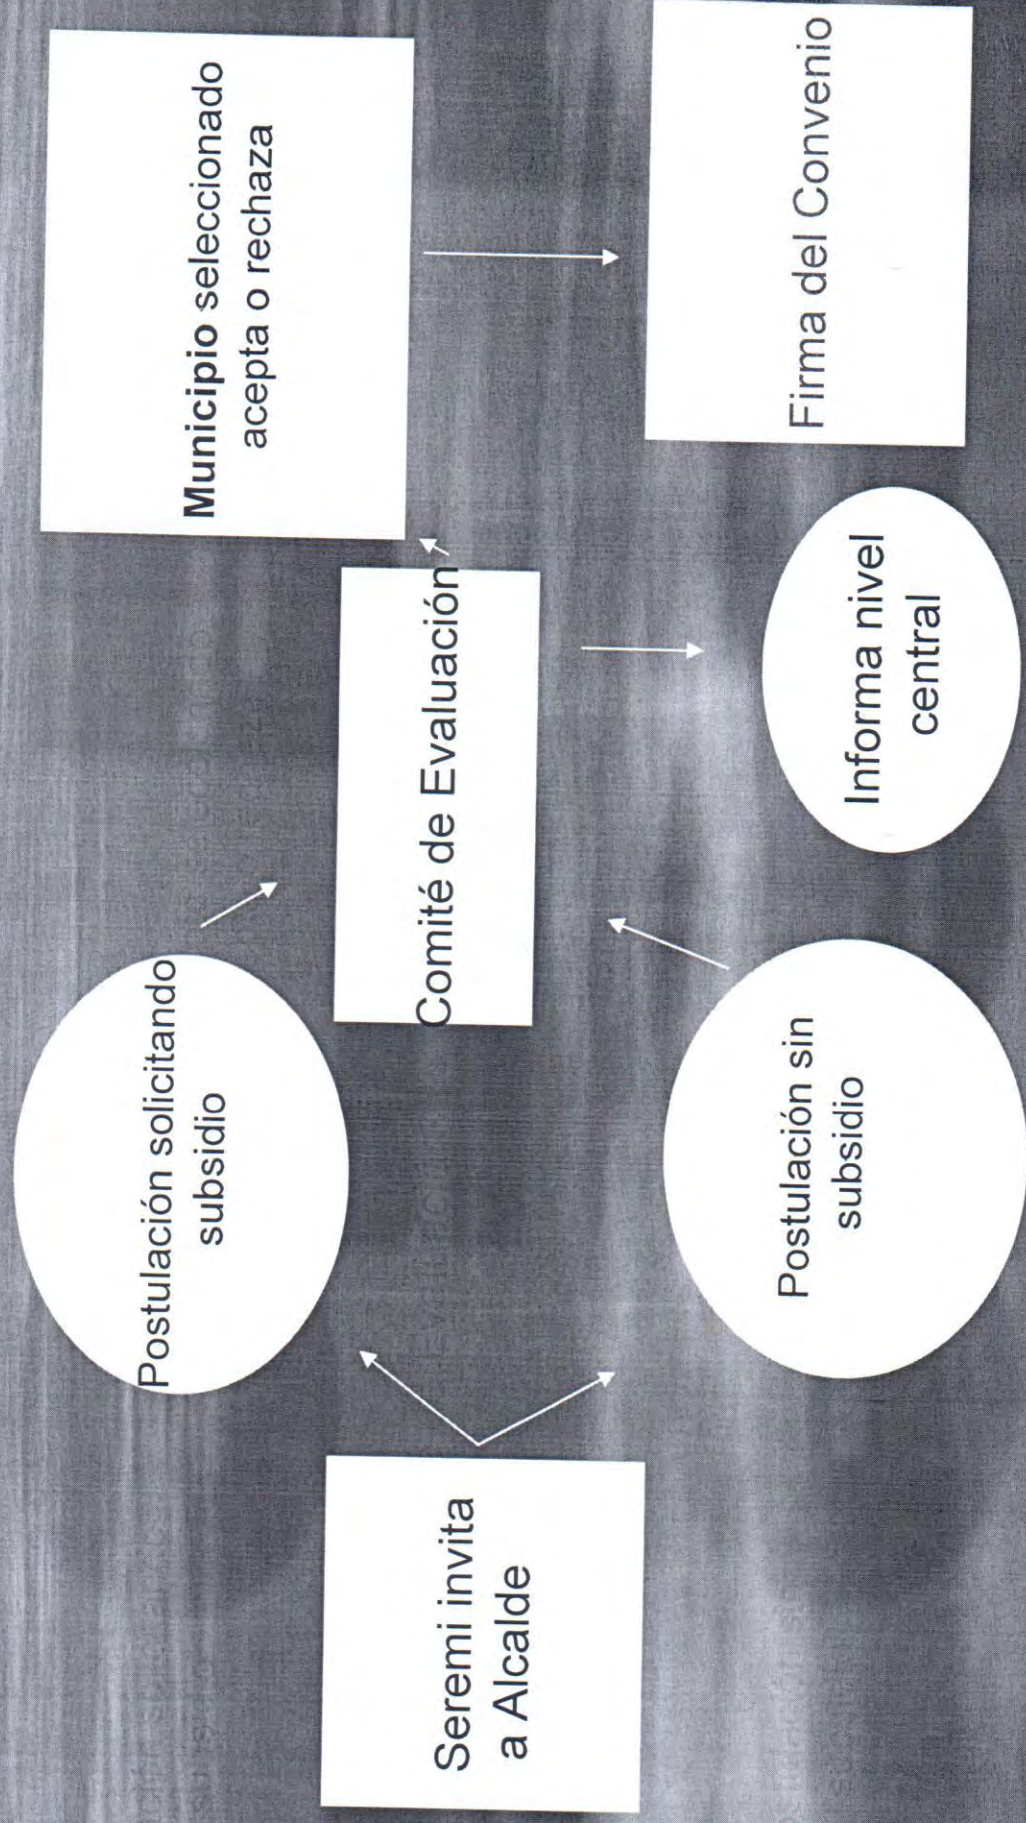 Seremi invita
a Alcalde
Postulación solicitando
subsidio
Postulación sin
subsidio
Comité de Evaluación
Informa nivel
central
Municipio seleccionado
acepta o rechaza
Firma del Convenio